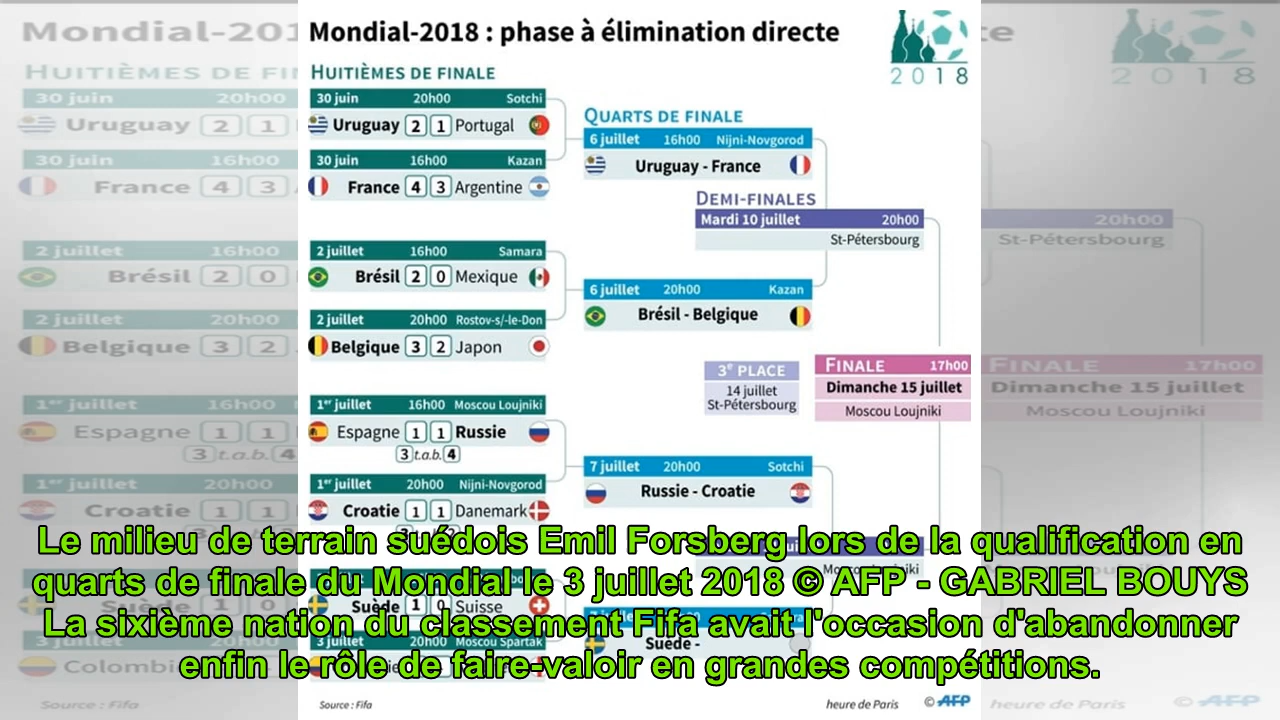 Mondial-2018 : phase à élimination directe
2018
HUITIÈMES DE FINALE
30 juin 20h00 Sotchi
Uruguay 2 1 Portugal
30 juin 16h00 Kazan
France 4 3 Argentine
2 juillet 16h00 Samara
Brésil 2 0 Mexique
2 juillet 20h00 Rostov-s/-le-Don
Belgique 3 2 Japon
1er juillet 16h00 Moscou Loujniki
Espagne 1 1 Russie
3 t.a.b. 4
1er juillet 20h00 Nijni-Novgorod
Croatie 1 1 Danemark
Suède 1 0 Suisse
3 juillet 20h00 Moscou Spartak
QUARTS DE FINALE
6 juillet 16h00 Nijni-Novgorod
Uruguay - France
6 juillet 20h00 Kazan
Brésil - Belgique
7 juillet 20h00 Sotchi
Russie - Croatie
Suède -
DEMI-FINALES
Mardi 10 juillet 20h00
St-Pétersbourg
3e PLACE
14 juillet
St-Pétersbourg
FINALE 17h00
Dimanche 15 juillet
Moscou Loujniki
Le milieu de terrain suédois Emil Forsberg lors de la qualification en
quarts de finale du Mondial le 3 juillet 2018 © AFP - GABRIEL BOUYS
La sixième nation du classement Fifa avait l'occasion d'abandonner
enfin le rôle de faire-valoir en grandes compétitions.
Source : Fifa
heure de Paris
© AFP